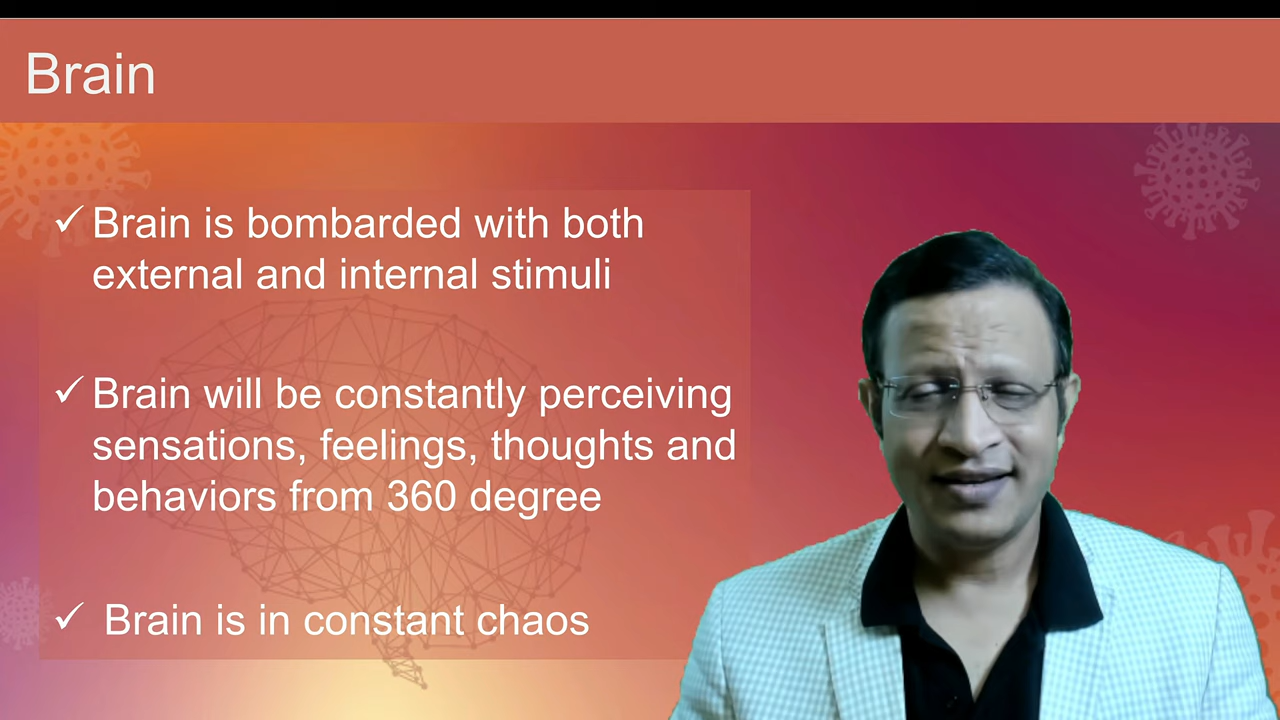 Brain
✓ Brain is bombarded with both
external and internal stimuli
✓ Brain will be constantly perceiving
sensations, feelings, thoughts and
behaviors from 360 degree
✓ Brain is in constant chaos